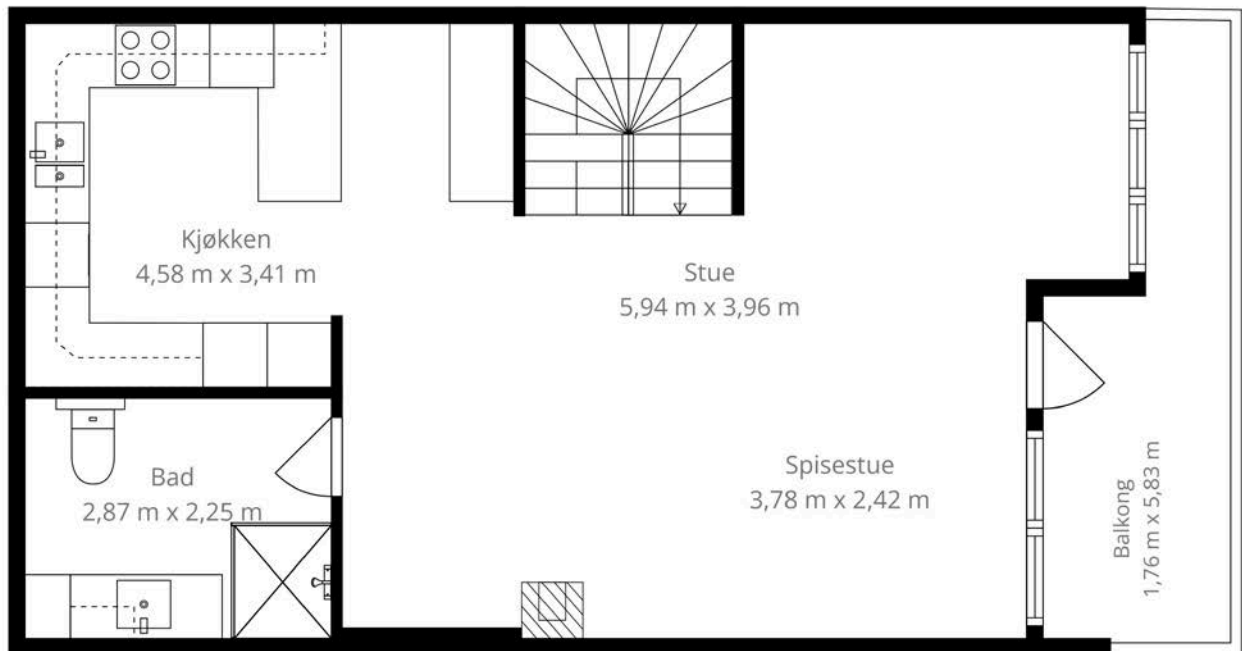 Kjøkken
4,58 m x 3,41 m
Stue
5,94 m x 3,96 m
Bad
2,87 m x 2,25 m
Spisestue
3,78 m x 2,42 m
Balkong
1,76 m x 5,83 m